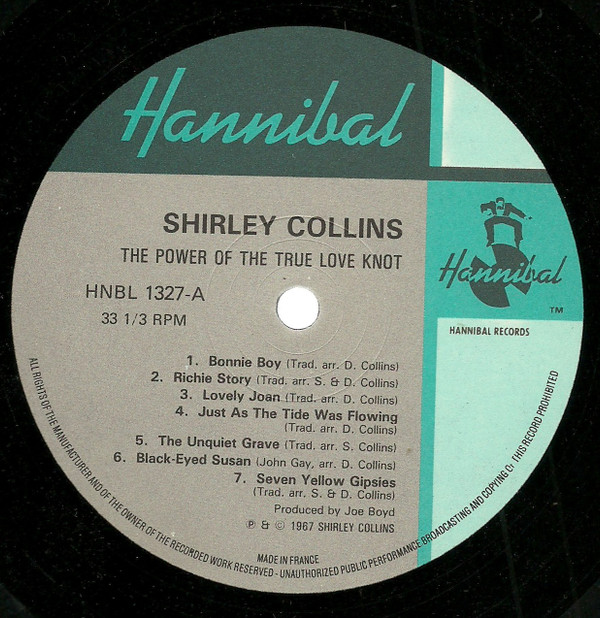 Hannibal
SHIRLEY COLLINS
THE POWER OF THE TRUE LOVE KNOT
HNBL 1327-A
33 1/3 RPM
Hannibal
TM
HANNIBAL RECORDS
1. Bonnie Boy (Trad. arr. D. Collins)
2. Richie Story (Trad. arr. S. & D. Collins)
3. Lovely Joan (Trad. arr. D. Collins)
4. Just As The Tide Was Flowing
(Trad. arr. D. Collins)
5. The Unquiet Grave (Trad. arr. S. Collins)
6. Black-Eyed Susan (John Gay, arr. D. Collins)
7. Seven Yellow Gipsies
(Trad. arr. S. & D. Collins)
Produced by Joe Boyd
℗ & © 1967 SHIRLEY COLLINS
MADE IN FRANCE
ALL RIGHTS OF THE MANUFACTURER AND OF THE OWNER OF THE RECORDED WORK RESERVED - UNAUTHORIZED PUBLIC PERFORMANCE BROADCASTING AND COPYING OF THIS RECORD PROHIBITED